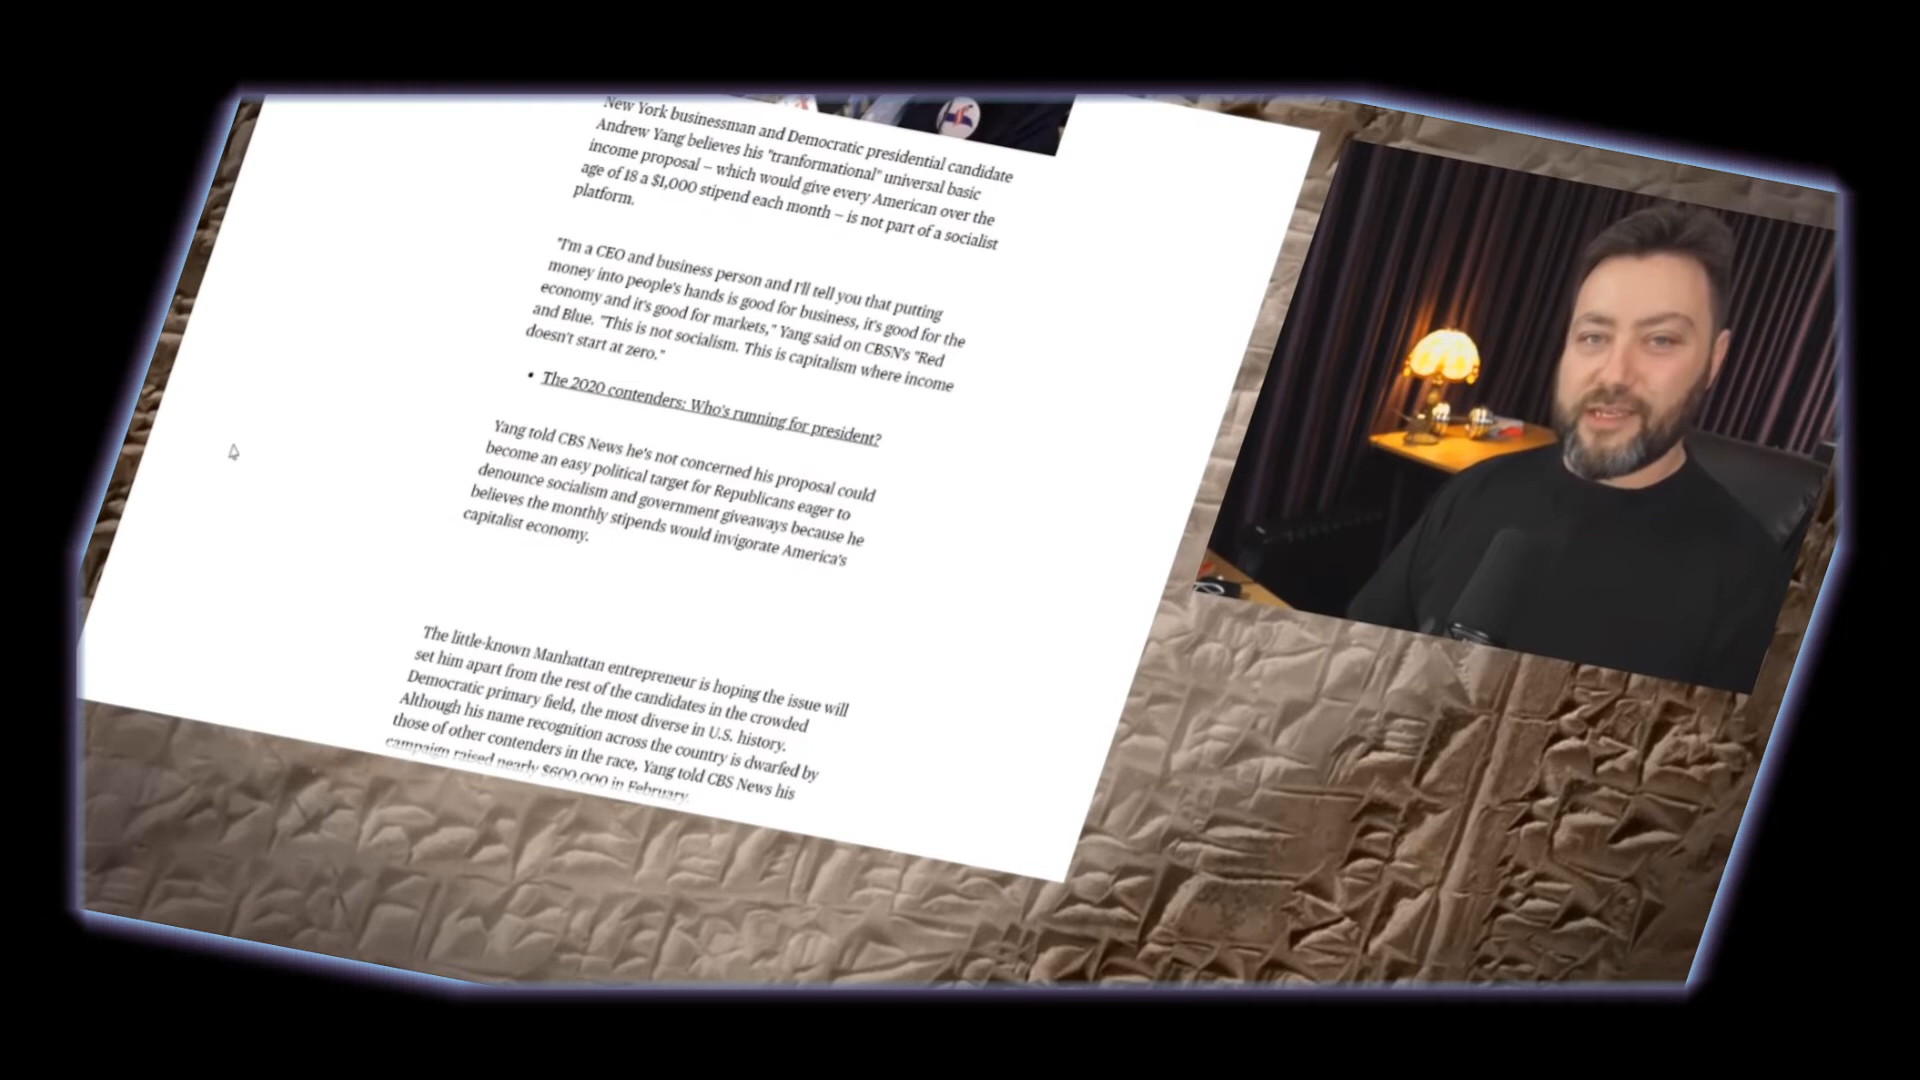 New York businessman and Democratic presidential candidate
Andrew Yang believes his "tranformational" universal basic
income proposal – which would give every American over the
age of 18 a $1,000 stipend each month – is not part of a socialist
platform.
"I'm a CEO and business person and I'll tell you that putting
money into people's hands is good for business, it's good for the
economy and it's good for markets," Yang said on CBSN's "Red
and Blue. "This is not socialism. This is capitalism where income
doesn't start at zero."
• The 2020 contenders: Who's running for president?
Yang told CBS News he's not concerned his proposal could
become an easy political target for Republicans eager to
denounce socialism and government giveaways because he
believes the monthly stipends would invigorate America's
capitalist economy.
The little-known Manhattan entrepreneur is hoping the issue will
set him apart from the rest of the candidates in the crowded
Democratic primary field, the most diverse in U.S. history.
Although his name recognition across the country is dwarfed by
those of other contenders in the race, Yang told CBS News his
campaign raised nearly $600,000 in February.